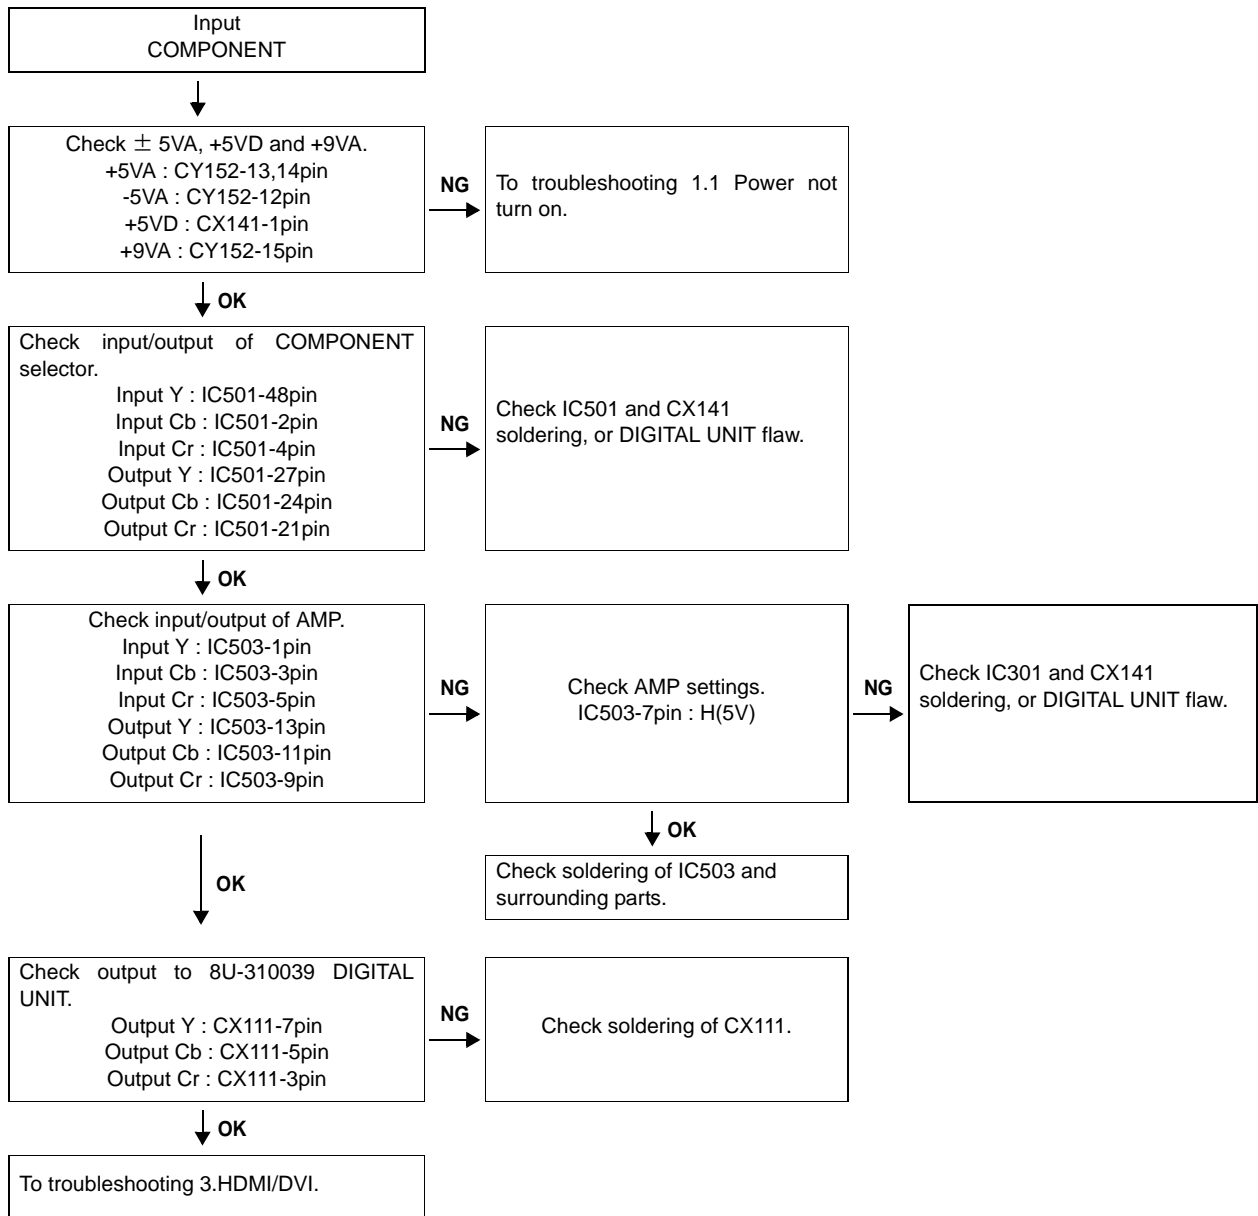 Input
COMPONENT
Check ± 5VA, +5VD and +9VA.
+5VA : CY152-13,14pin
-5VA : CY152-12pin
+5VD : CX141-1pin
+9VA : CY152-15pin
NG
To troubleshooting 1.1 Power not
turn on.
OK
Check input/output of COMPONENT
selector.
Input Y : IC501-48pin
Input Cb : IC501-2pin
Input Cr : IC501-4pin
Output Y : IC501-27pin
Output Cb : IC501-24pin
Output Cr : IC501-21pin
NG
Check IC501 and CX141
soldering, or DIGITAL UNIT flaw.
OK
Check input/output of AMP.
Input Y : IC503-1pin
Input Cb : IC503-3pin
Input Cr : IC503-5pin
Output Y : IC503-13pin
Output Cb : IC503-11pin
Output Cr : IC503-9pin
NG
Check AMP settings.
IC503-7pin : H(5V)
NG
Check IC301 and CX141
soldering, or DIGITAL UNIT flaw.
OK
Check soldering of IC503 and
surrounding parts.
OK
Check output to 8U-310039 DIGITAL
UNIT.
Output Y : CX111-7pin
Output Cb : CX111-5pin
Output Cr : CX111-3pin
NG
Check soldering of CX111.
OK
To troubleshooting 3.HDMI/DVI.